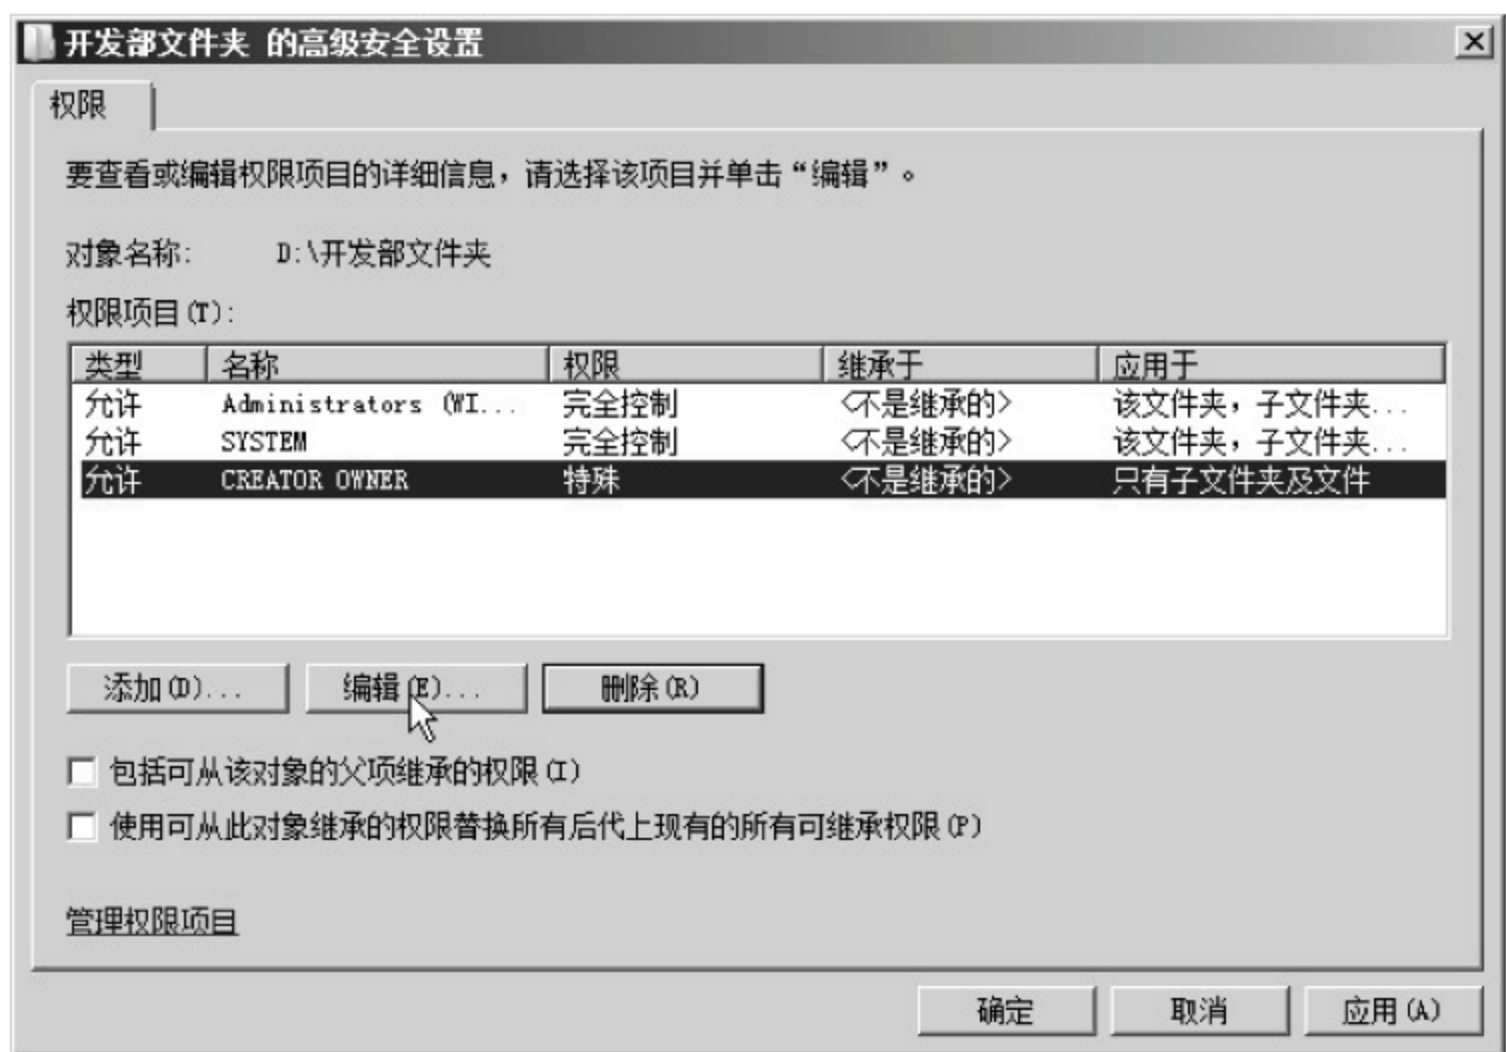 开发部文件夹 的高级安全设置
权限
要查看或编辑权限项目的详细信息，请选择该项目并单击“编辑”。
对象名称: D:\开发部文件夹
权限项目(T):
类型 名称 权限 继承于 应用于
允许 Administrators (WI... 完全控制 <不是继承的> 该文件夹，子文件夹...
允许 SYSTEM 完全控制 <不是继承的> 该文件夹，子文件夹...
允许 CREATOR OWNER 特殊 <不是继承的> 只有子文件夹及文件
添加(D)... 编辑(E)... 删除(R)
包括可从该对象的父项继承的权限(I)
使用可从此对象继承的权限替换所有后代上现有的所有可继承权限(P)
管理权限项目
确定 取消 应用(A)